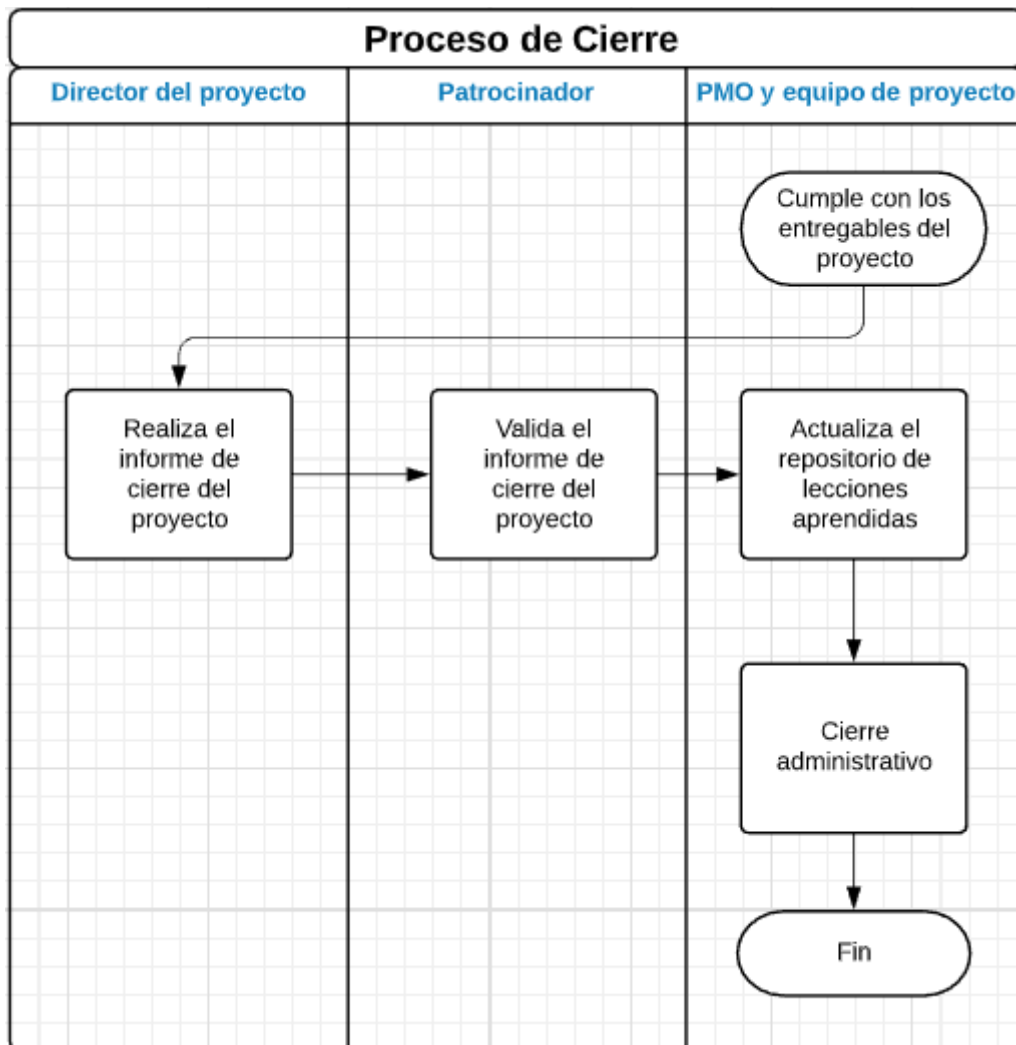 Proceso de Cierre
Director del proyecto
Patrocinador
PMO y equipo de proyecto
Cumple con los
entregables del
proyecto
Realiza el
informe de
cierre del
proyecto
Valida el
informe de
cierre del
proyecto
Actualiza el
repositorio de
lecciones
aprendidas
Cierre
administrativo
Fin